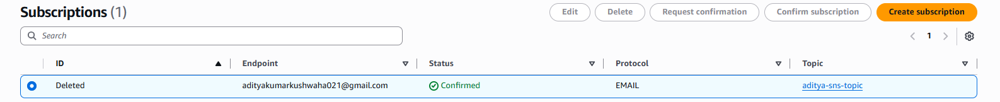 Subscriptions (1)
Edit
Delete
Request confirmation
Confirm subscription
Create subscription
Search
1
ID
Endpoint
Status
Protocol
Topic
Deleted
adityakumarkushwaha021@gmail.com
Confirmed
EMAIL
aditya-sns-topic